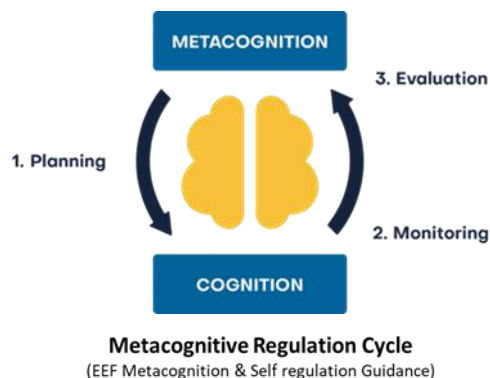 METACOGNITION
3. Evaluation
1. Planning
2. Monitoring
COGNITION
Metacognitive Regulation Cycle
(EEF Metacognition & Self regulation Guidance)